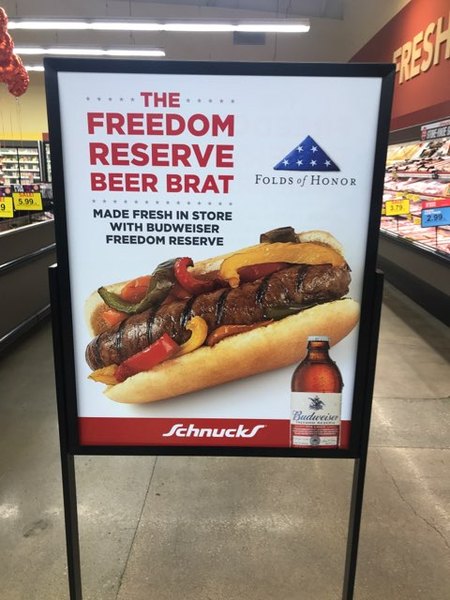 THE
FREEDOM
RESERVE
BEER BRAT
MADE FRESH IN STORE
WITH BUDWEISER
FREEDOM RESERVE
FOLDS of HONOR
Budweiser
Schnucks
FRESH
9
5.99
3.79
2.99